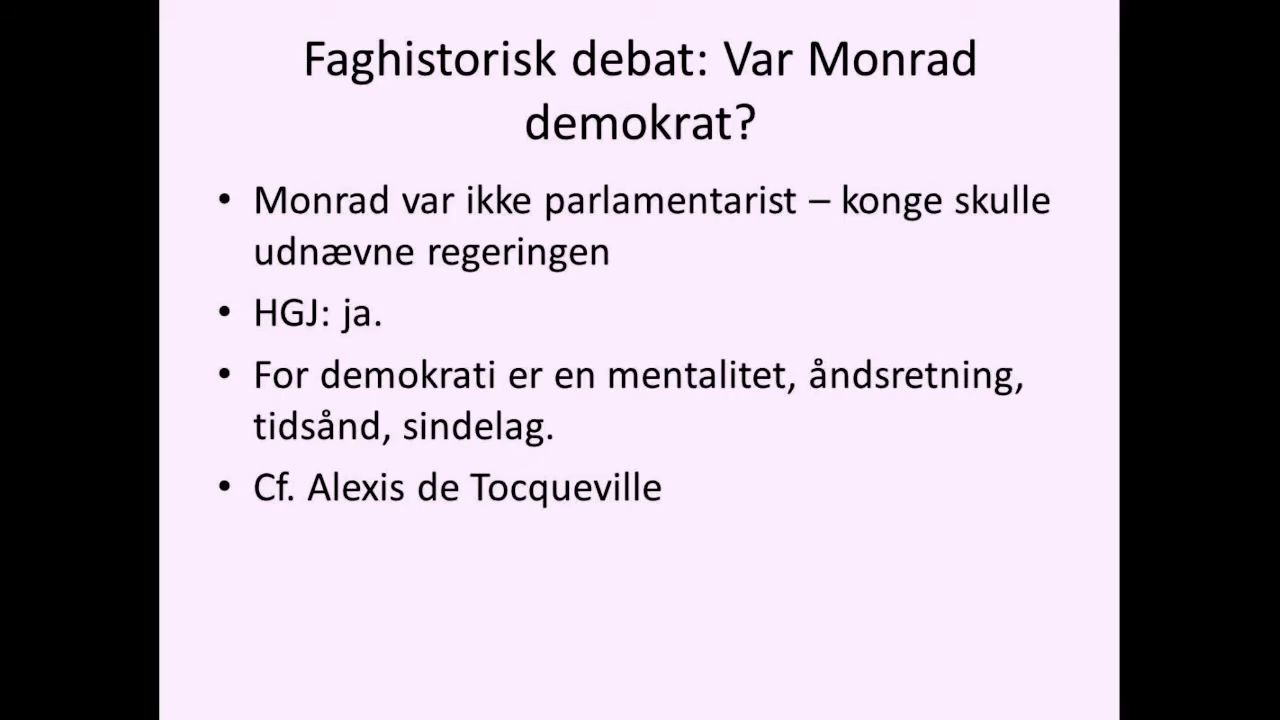 Faghistorisk debat: Var Monrad
demokrat?
• Monrad var ikke parlamentarist – konge skulle
udnævne regeringen
• HGJ: ja.
• For demokrati er en mentalitet, åndsretning,
tidsånd, sindelag.
• Cf. Alexis de Tocqueville